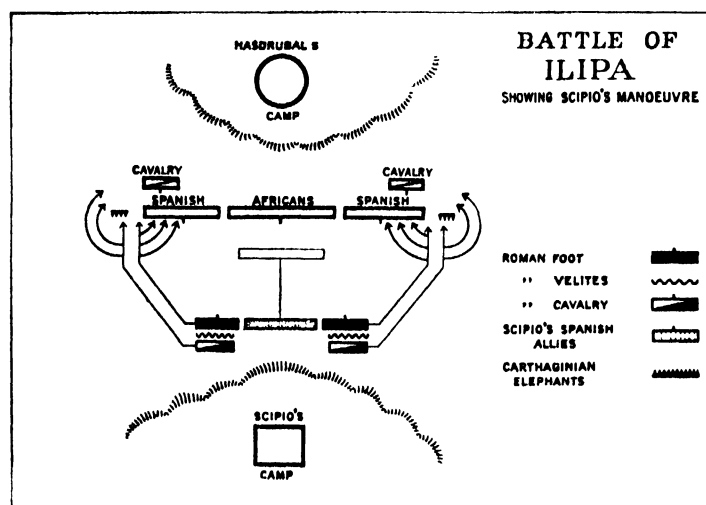 BATTLE OF
ILIPA
SHOWING SCIPIO'S MANOEUVRE
HASDRUBAL S
CAMP
CAVALRY
CAVALRY
SPANISH
AFRICANS
SPANISH
ROMAN FOOT
" VELITES
" CAVALRY
SCIPIO'S SPANISH
ALLIES
CARTHAGINIAN
ELEPHANTS
SCIPIO'S
CAMP